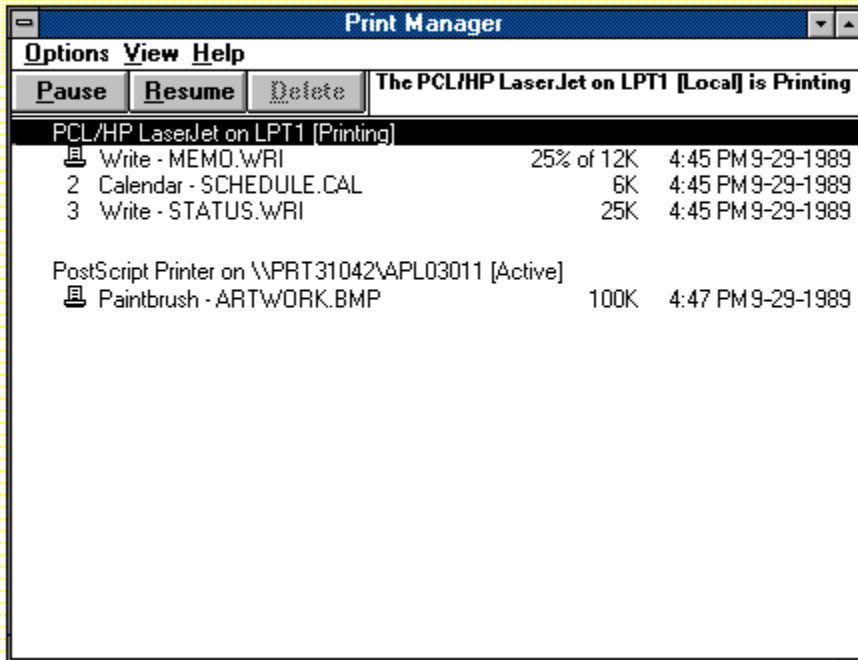 Print Manager
Options View Help
Pause Resume Delete The PCL/HP LaserJet on LPT1 [Local] is Printing
PCL/HP LaserJet on LPT1 [Printing]
Write - MEMO.WRI 25% of 12K 4:45 PM 9-29-1989
2 Calendar - SCHEDULE.CAL 6K 4:45 PM 9-29-1989
3 Write - STATUS.WRI 25K 4:45 PM 9-29-1989
PostScript Printer on \\PRT31042\APL03011 [Active]
Paintbrush - ARTWORK.BMP 100K 4:47 PM 9-29-1989